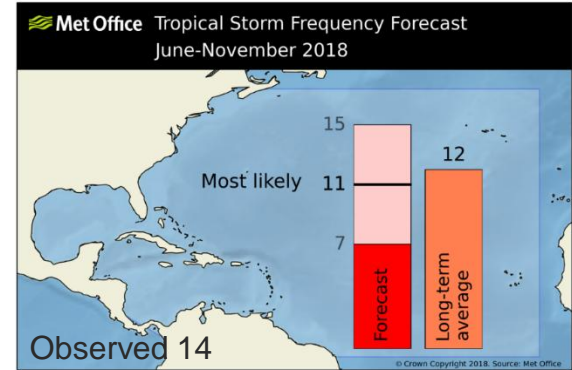 Met Office Tropical Storm Frequency Forecast
June-November 2018
15
12
Most likely 11
7
Forecast
Long-term
average
Observed 14
© Crown Copyright 2018. Source: Met Office